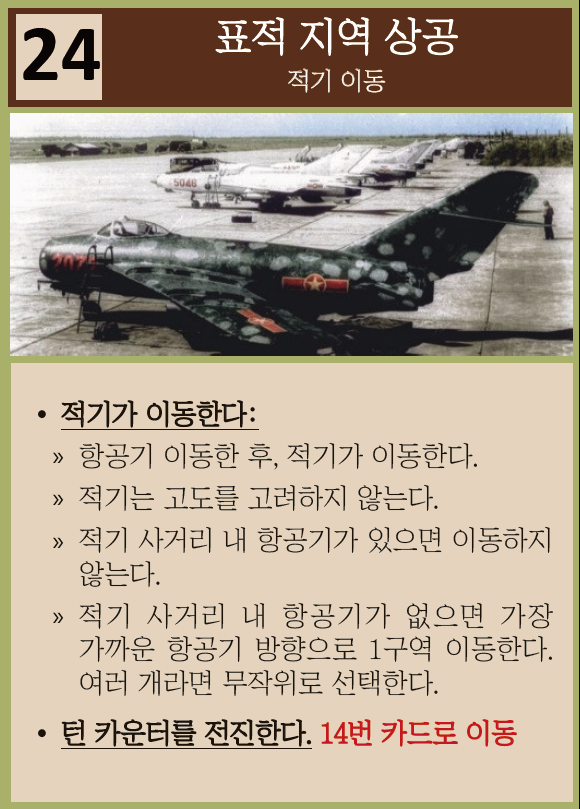 24
표적 지역 상공
적기 이동
5046
• 적기가 이동한다:
» 항공기 이동한 후, 적기가 이동한다.
» 적기는 고도를 고려하지 않는다.
» 적기 사거리 내 항공기가 있으면 이동하지
않는다.
» 적기 사거리 내 항공기가 없으면 가장
가까운 항공기 방향으로 1구역 이동한다.
여러 개라면 무작위로 선택한다.
• 턴 카운터를 전진한다. 14번 카드로 이동